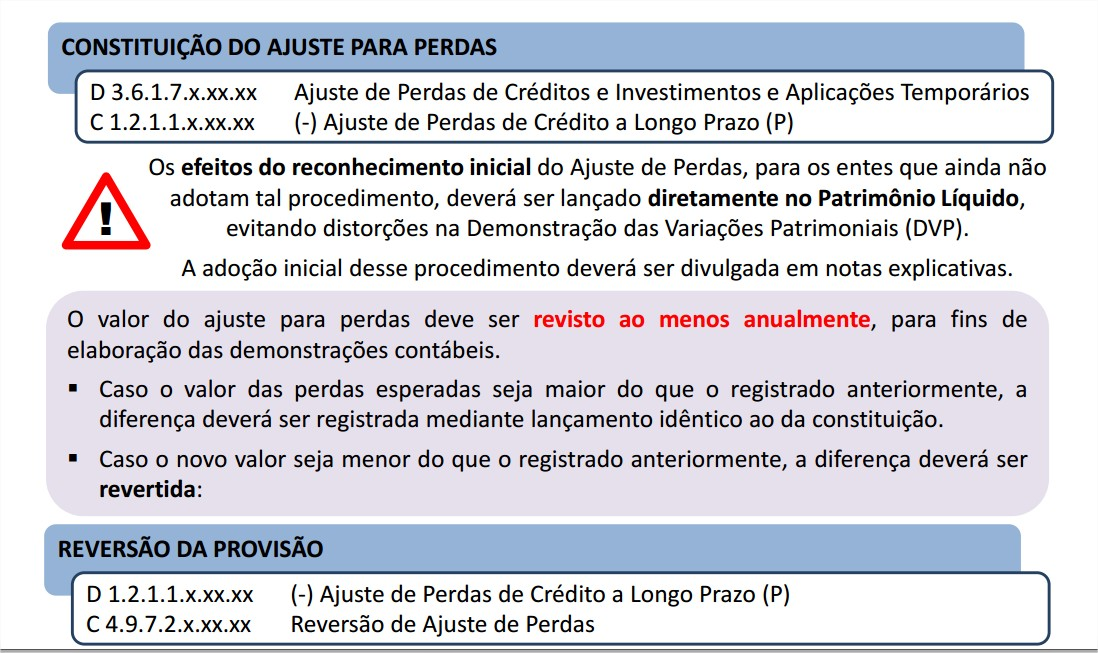 CONSTITUIÇÃO DO AJUSTE PARA PERDAS
D 3.6.1.7.x.xx.xx Ajuste de Perdas de Créditos e Investimentos e Aplicações Temporários
C 1.2.1.1.x.xx.xx (-) Ajuste de Perdas de Crédito a Longo Prazo (P)
Os efeitos do reconhecimento inicial do Ajuste de Perdas, para os entes que ainda não
adotam tal procedimento, deverá ser lançado diretamente no Patrimônio Líquido,
evitando distorções na Demonstração das Variações Patrimoniais (DVP).
A adoção inicial desse procedimento deverá ser divulgada em notas explicativas.
!
O valor do ajuste para perdas deve ser revisto ao menos anualmente, para fins de
elaboração das demonstrações contábeis.
▪ Caso o valor das perdas esperadas seja maior do que o registrado anteriormente, a
diferença deverá ser registrada mediante lançamento idêntico ao da constituição.
▪ Caso o novo valor seja menor do que o registrado anteriormente, a diferença deverá ser
revertida:
REVERSÃO DA PROVISÃO
D 1.2.1.1.x.xx.xx (-) Ajuste de Perdas de Crédito a Longo Prazo (P)
C 4.9.7.2.x.xx.xx Reversão de Ajuste de Perdas